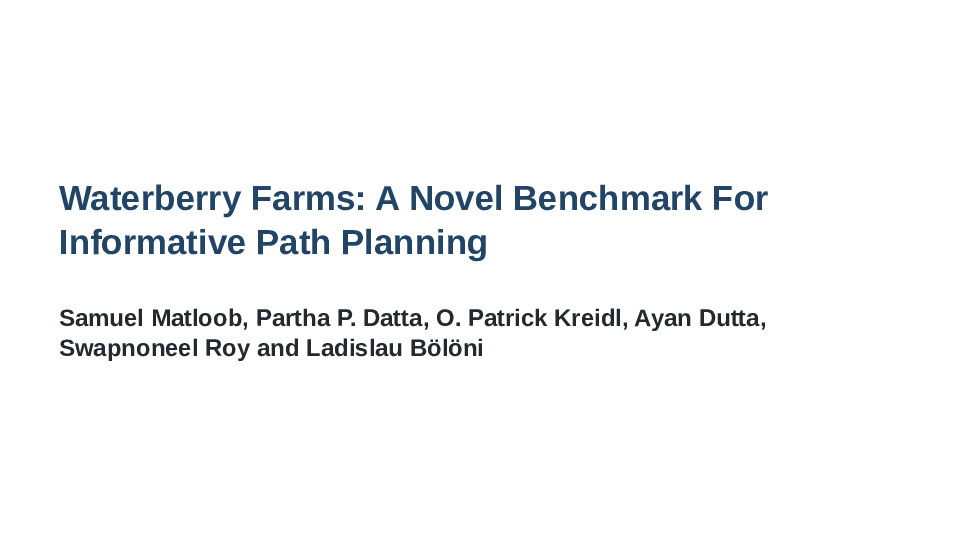 Waterberry Farms: A Novel Benchmark For
Informative Path Planning
Samuel Matloob, Partha P. Datta, O. Patrick Kreidl, Ayan Dutta,
Swapnoneel Roy and Ladislau Bölöni